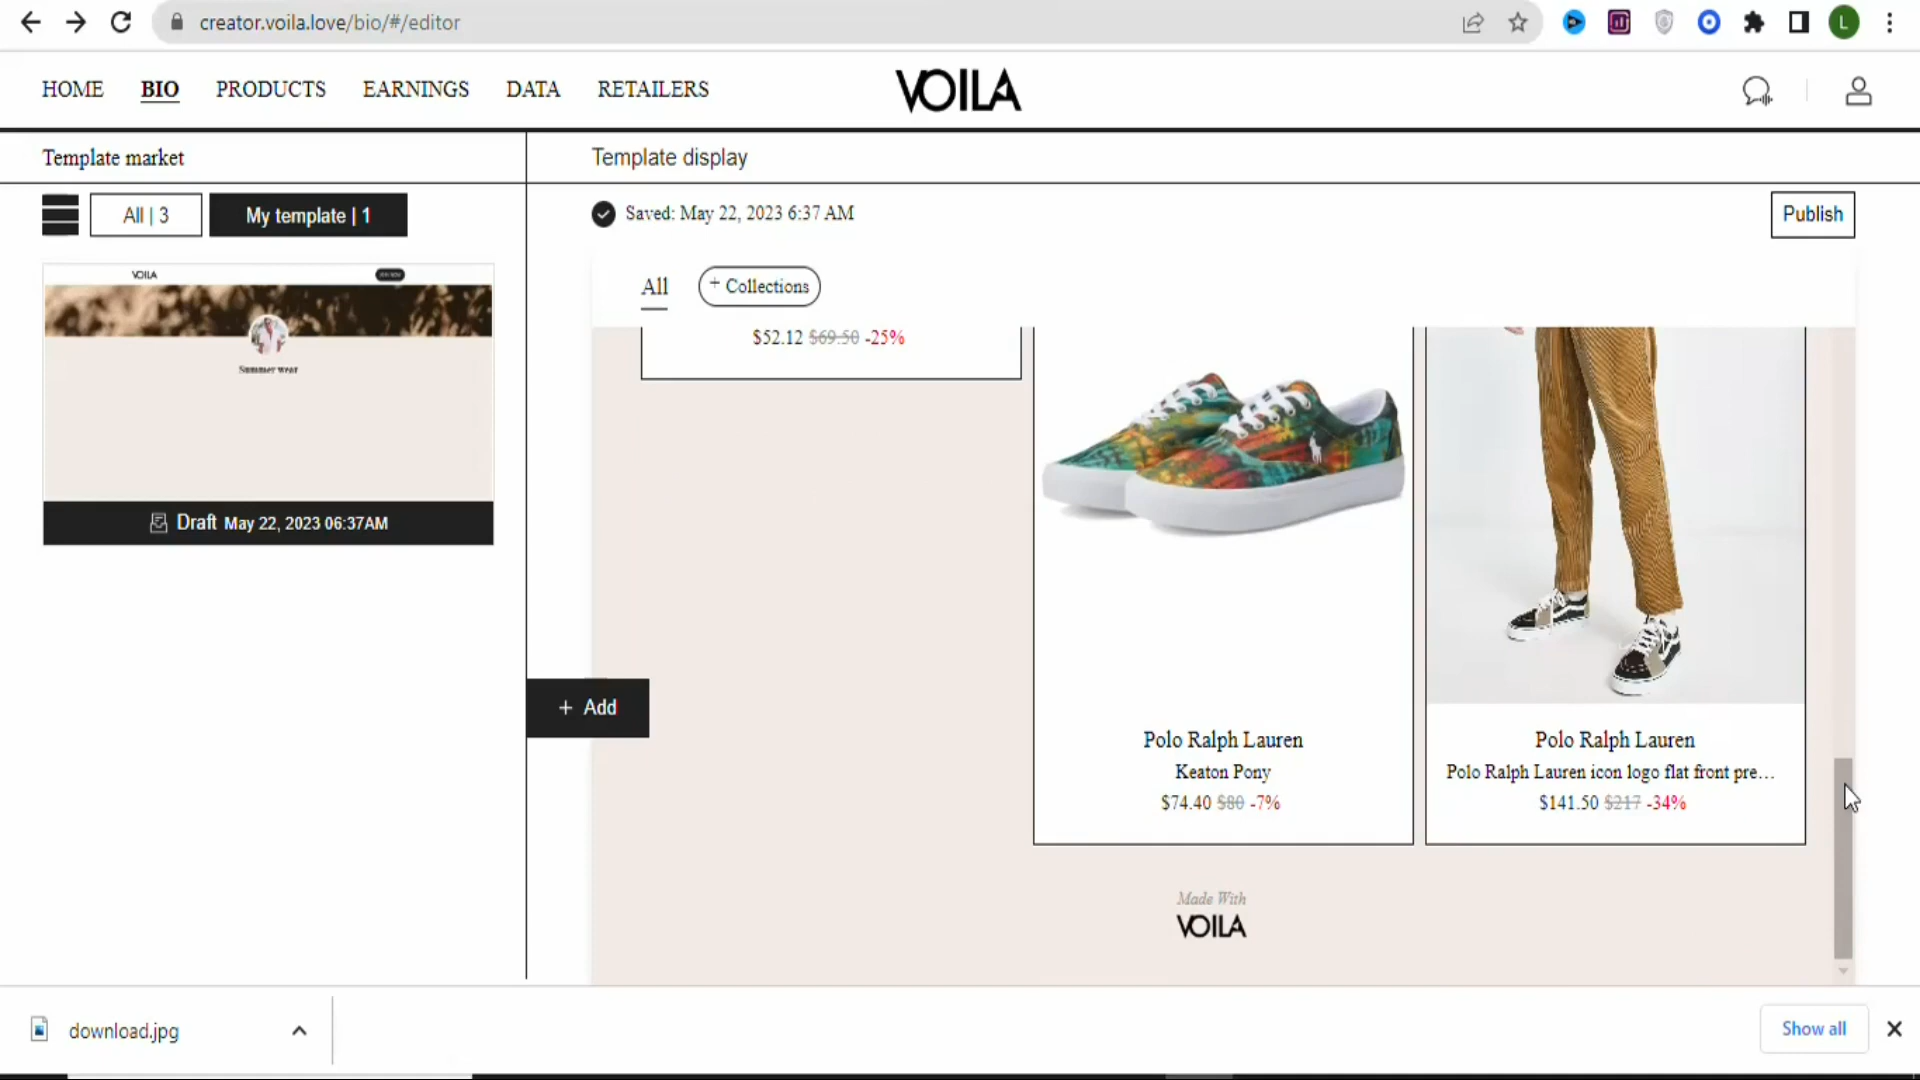 creator.voila.love/bio/#/editor
L
HOME BIO PRODUCTS EARNINGS DATA RETAILERS
VOILA
Template market
Template display
All | 3
My template | 1
Saved: May 22, 2023 6:37 AM
Publish
VOILA
Summer wear
Draft May 22, 2023 06:37AM
All
+ Collections
$52.12 $69.50 -25%
+ Add
Polo Ralph Lauren
Keaton Pony
$74.40 $80 -7%
Polo Ralph Lauren
Polo Ralph Lauren icon logo flat front pre...
$141.50 $217 -34%
Made With
VOILA
download.jpg
Show all